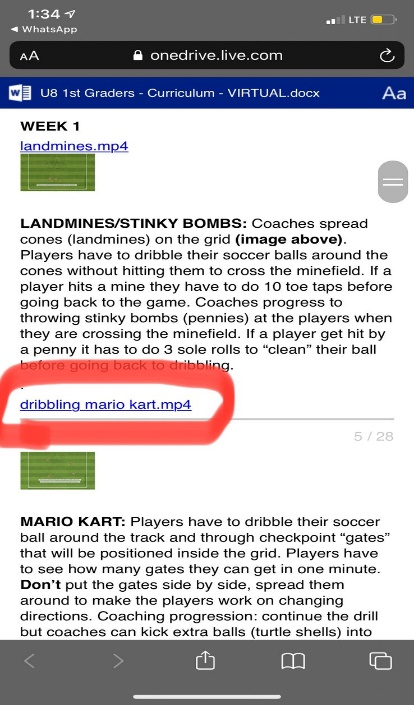 1:34
WhatsApp
LTE
AA
onedrive.live.com
U8 1st Graders - Curriculum - VIRTUAL.docx
Aa
WEEK 1
landmines.mp4
LANDMINES/STINKY BOMBS: Coaches spread
cones (landmines) on the grid (image above).
Players have to dribble their soccer balls around the
cones without hitting them to cross the minefield. If a
player hits a mine they have to do 10 toe taps before
going back to the game. Coaches progress to
throwing stinky bombs (pennies) at the players when
they are crossing the minefield. If a player get hit by
a penny it has to do 3 sole rolls to “clean” their ball
before going back to dribbling.
.
dribbling mario kart.mp4
5 / 28
MARIO KART: Players have to dribble their soccer
ball around the track and through checkpoint “gates”
that will be positioned inside the grid. Players have
to see how many gates they can get in one minute.
Don’t put the gates side by side, spread them
around to make the players work on changing
directions. Coaching progression: continue the drill
but coaches can kick extra balls (turtle shells) into